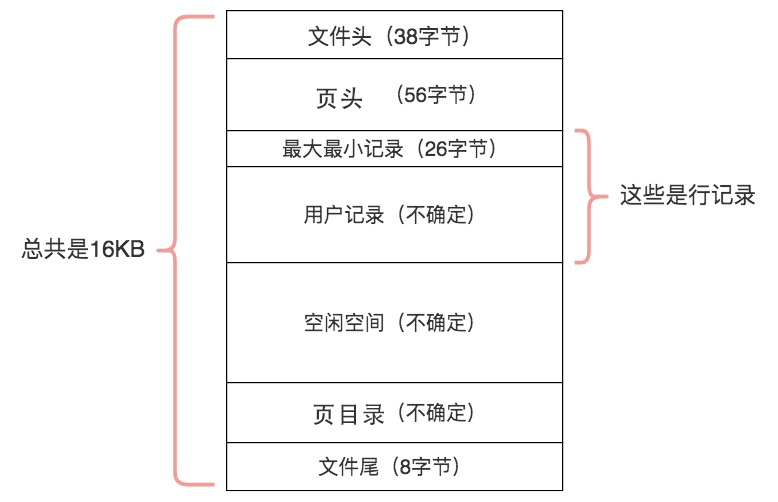 文件头（38字节）
页头 （56字节）
最大最小记录（26字节）
用户记录（不确定）
这些是行记录
总共是16KB
空闲空间（不确定）
页目录（不确定）
文件尾（8字节）